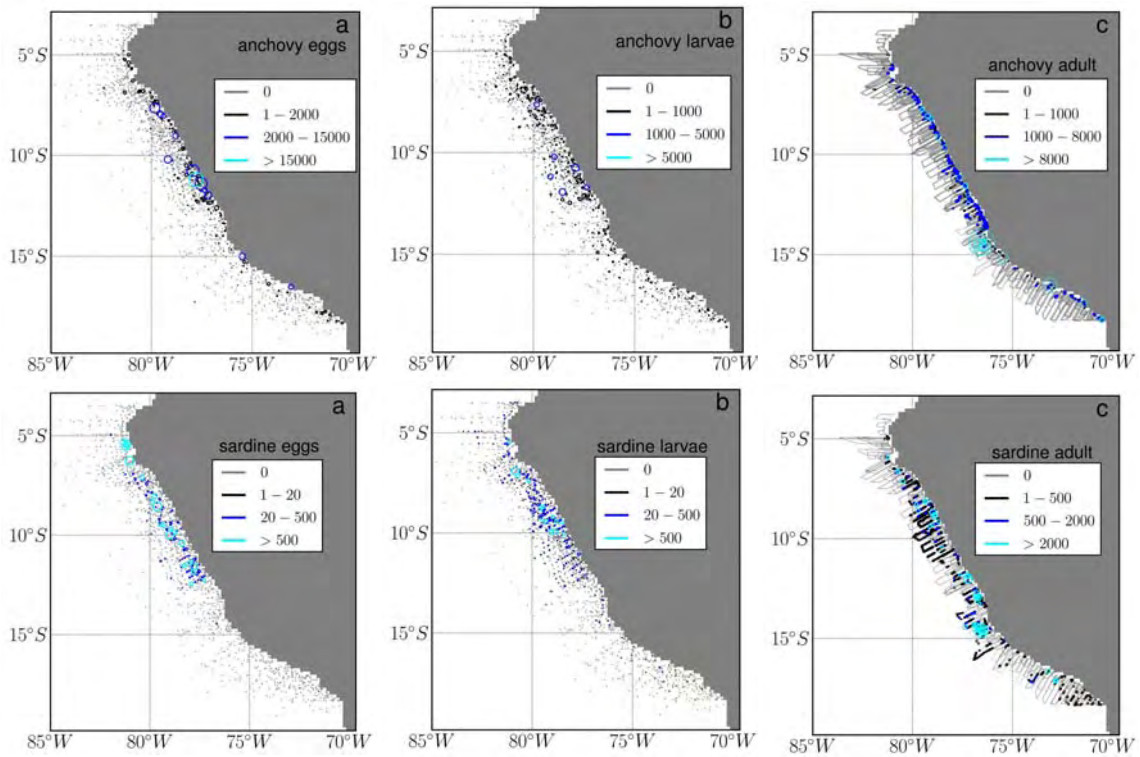 a
anchovy eggs
0
1 − 2000
2000 − 15000
> 15000
5°S
10°S
15°S
85°W 80°W 75°W 70°W
b
anchovy larvae
0
1 − 1000
1000 − 5000
> 5000
5°S
10°S
15°S
85°W 80°W 75°W 70°W
c
anchovy adult
0
1 − 1000
1000 − 8000
> 8000
5°S
10°S
15°S
85°W 80°W 75°W 70°W
a
sardine eggs
0
1 − 20
20 − 500
> 500
5°S
10°S
15°S
85°W 80°W 75°W 70°W
b
sardine larvae
0
1 − 20
20 − 500
> 500
5°S
10°S
15°S
85°W 80°W 75°W 70°W
c
sardine adult
0
1 − 500
500 − 2000
> 2000
5°S
10°S
15°S
85°W 80°W 75°W 70°W